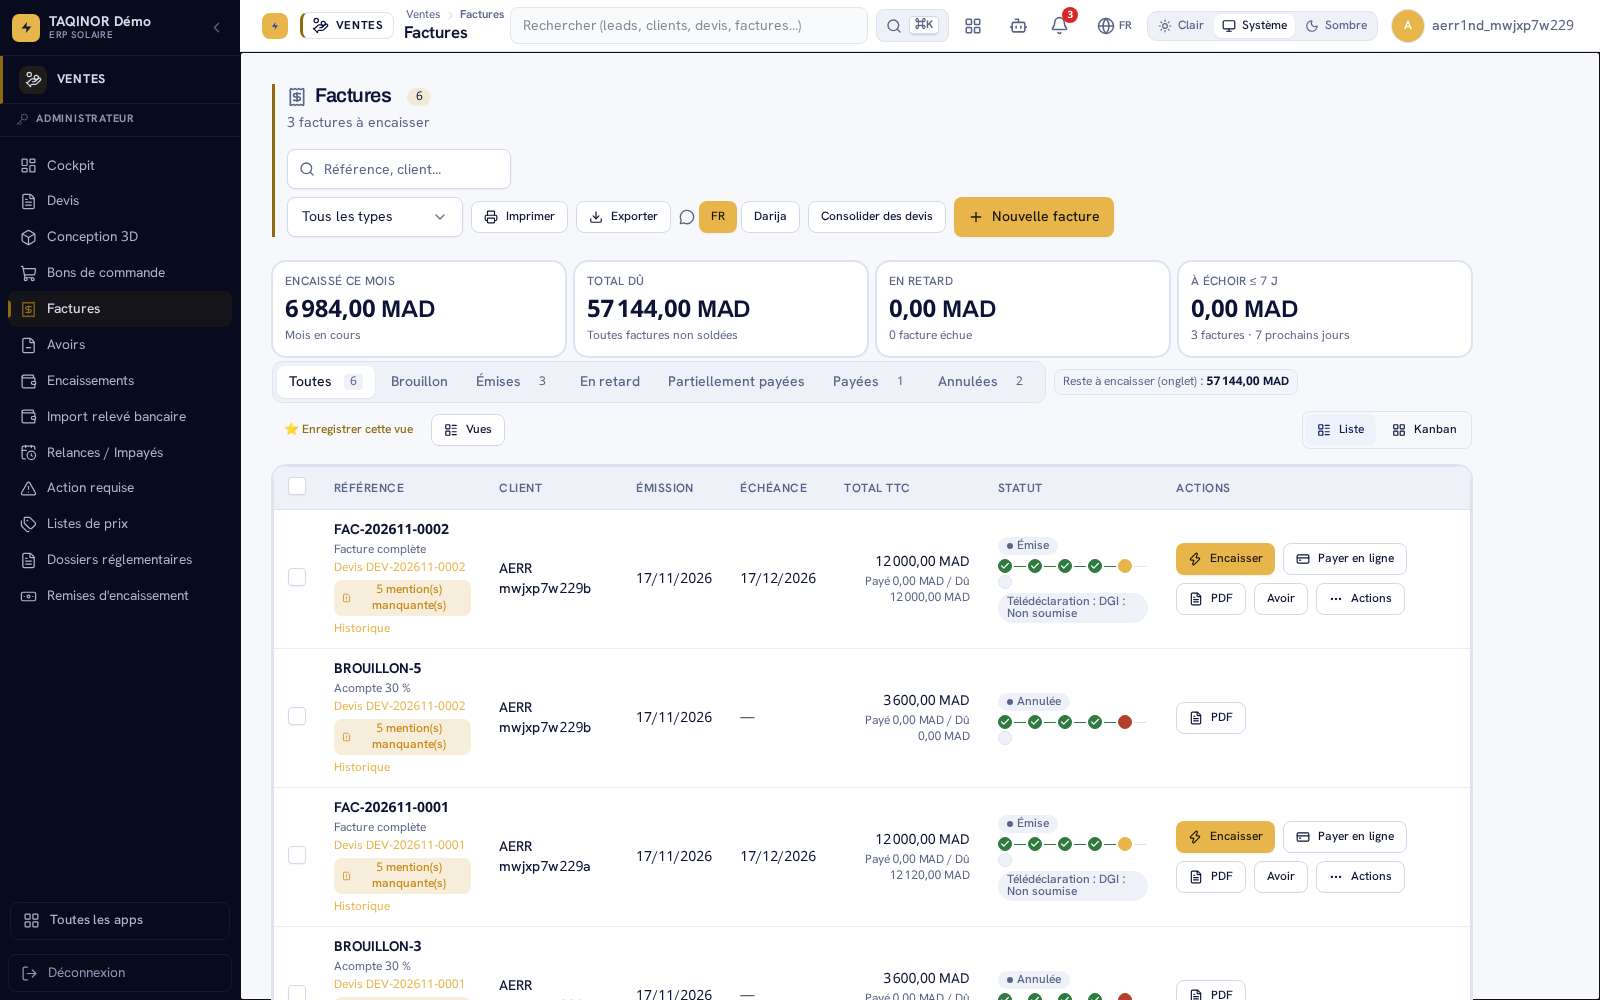 TAQINOR Démo
ERP SOLAIRE
VENTES
ADMINISTRATEUR
Cockpit
Devis
Conception 3D
Bons de commande
Factures
Avoirs
Encaissements
Import relevé bancaire
Relances / Impayés
Action requise
Listes de prix
Dossiers réglementaires
Remises d'encaissement
Toutes les apps
Déconnexion
VENTES
Ventes > Factures
Factures
Rechercher (leads, clients, devis, factures...)
⌘K
3
FR
Clair
Système
Sombre
A
aerr1nd_mwjxp7w229
Factures 6
3 factures à encaisser
Référence, client...
Tous les types
Imprimer
Exporter
FR
Darija
Consolider des devis
Nouvelle facture
ENCAISSÉ CE MOIS
6 984,00 MAD
Mois en cours
TOTAL DÛ
57 144,00 MAD
Toutes factures non soldées
EN RETARD
0,00 MAD
0 facture échue
À ÉCHOIR ≤ 7 J
0,00 MAD
3 factures · 7 prochains jours
Toutes 6
Brouillon
Émises 3
En retard
Partiellement payées
Payées 1
Annulées 2
Reste à encaisser (onglet) : 57 144,00 MAD
⭐ Enregistrer cette vue
Vues
Liste
Kanban
RÉFÉRENCE CLIENT ÉMISSION ÉCHÉANCE TOTAL TTC STATUT ACTIONS
FAC-202611-0002
Facture complète
Devis DEV-202611-0002
5 mention(s)
manquante(s)
Historique
AERR
mwjxp7w229b
17/11/2026
17/12/2026
12 000,00 MAD
Payé 0,00 MAD / Dû
12 000,00 MAD
Émise
Télédéclaration : DGI :
Non soumise
Encaisser
Payer en ligne
PDF
Avoir
Actions
BROUILLON-5
Acompte 30 %
Devis DEV-202611-0002
5 mention(s)
manquante(s)
Historique
AERR
mwjxp7w229b
17/11/2026
—
3 600,00 MAD
Payé 0,00 MAD / Dû
0,00 MAD
Annulée
PDF
FAC-202611-0001
Facture complète
Devis DEV-202611-0001
5 mention(s)
manquante(s)
Historique
AERR
mwjxp7w229a
17/11/2026
17/12/2026
12 000,00 MAD
Payé 0,00 MAD / Dû
12 120,00 MAD
Émise
Télédéclaration : DGI :
Non soumise
Encaisser
Payer en ligne
PDF
Avoir
Actions
BROUILLON-3
Acompte 30 %
Devis DEV-202611-0001
AERR
17/11/2026
—
3 600,00 MAD
Payé 0,00 MAD / Dû
Annulée
PDF